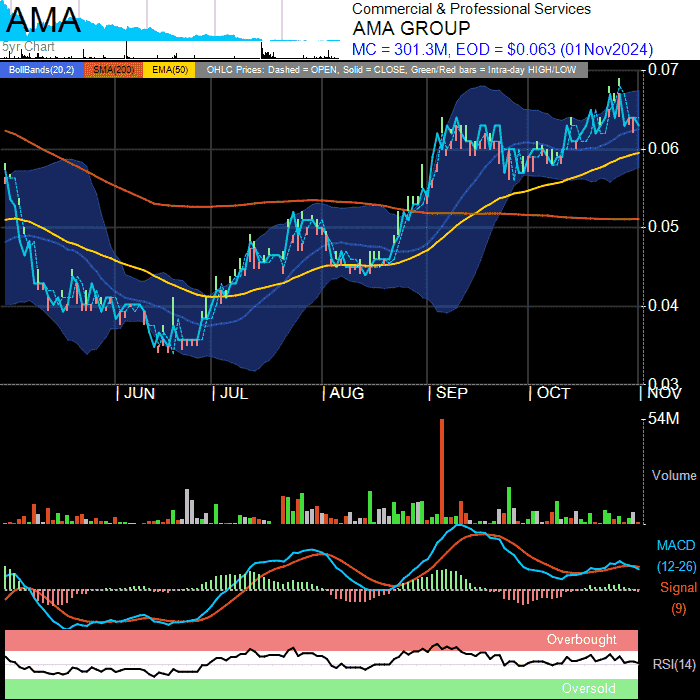 AMA
Commercial & Professional Services
AMA GROUP
5yr.Chart
MC = 301.3M, EOD = $0.063 (01Nov2024)
BollBands(20,2) SMA(200) EMA(50) OHLC Prices: Dashed = OPEN, Solid = CLOSE, Green/Red bars = Intra-day HIGH/LOW
0.07
0.06
0.05
0.04
0.03
| JUN | JUL | AUG | SEP | OCT | NOV
54M
Volume
MACD
(12-26)
Signal
(9)
Overbought
RSI(14)
Oversold